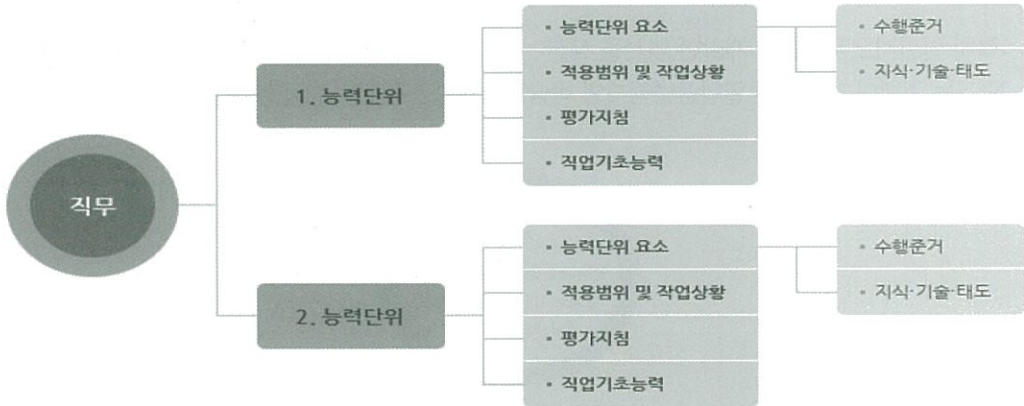 직무
1. 능력단위
• 능력단위 요소
• 적용범위 및 작업상황
• 평가지침
• 직업기초능력
• 수행준거
• 지식·기술·태도
2. 능력단위
• 능력단위 요소
• 적용범위 및 작업상황
• 평가지침
• 직업기초능력
• 수행준거
• 지식·기술·태도